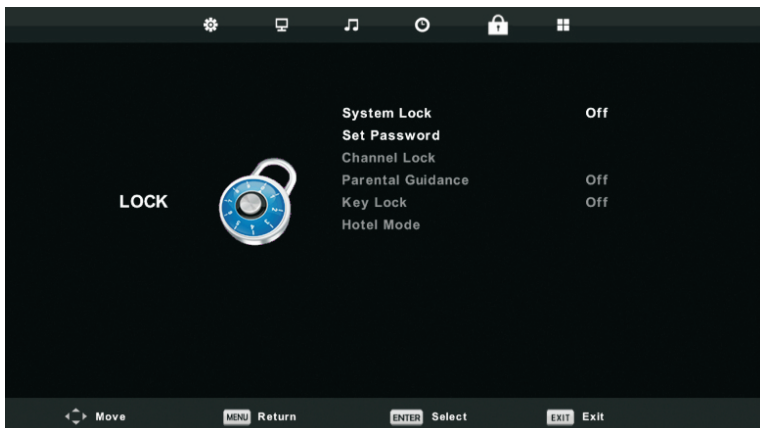 System Lock Off
Set Password
Channel Lock
Parental Guidance Off
LOCK
Key Lock Off
Hotel Mode
Move MENU Return ENTER Select EXIT Exit